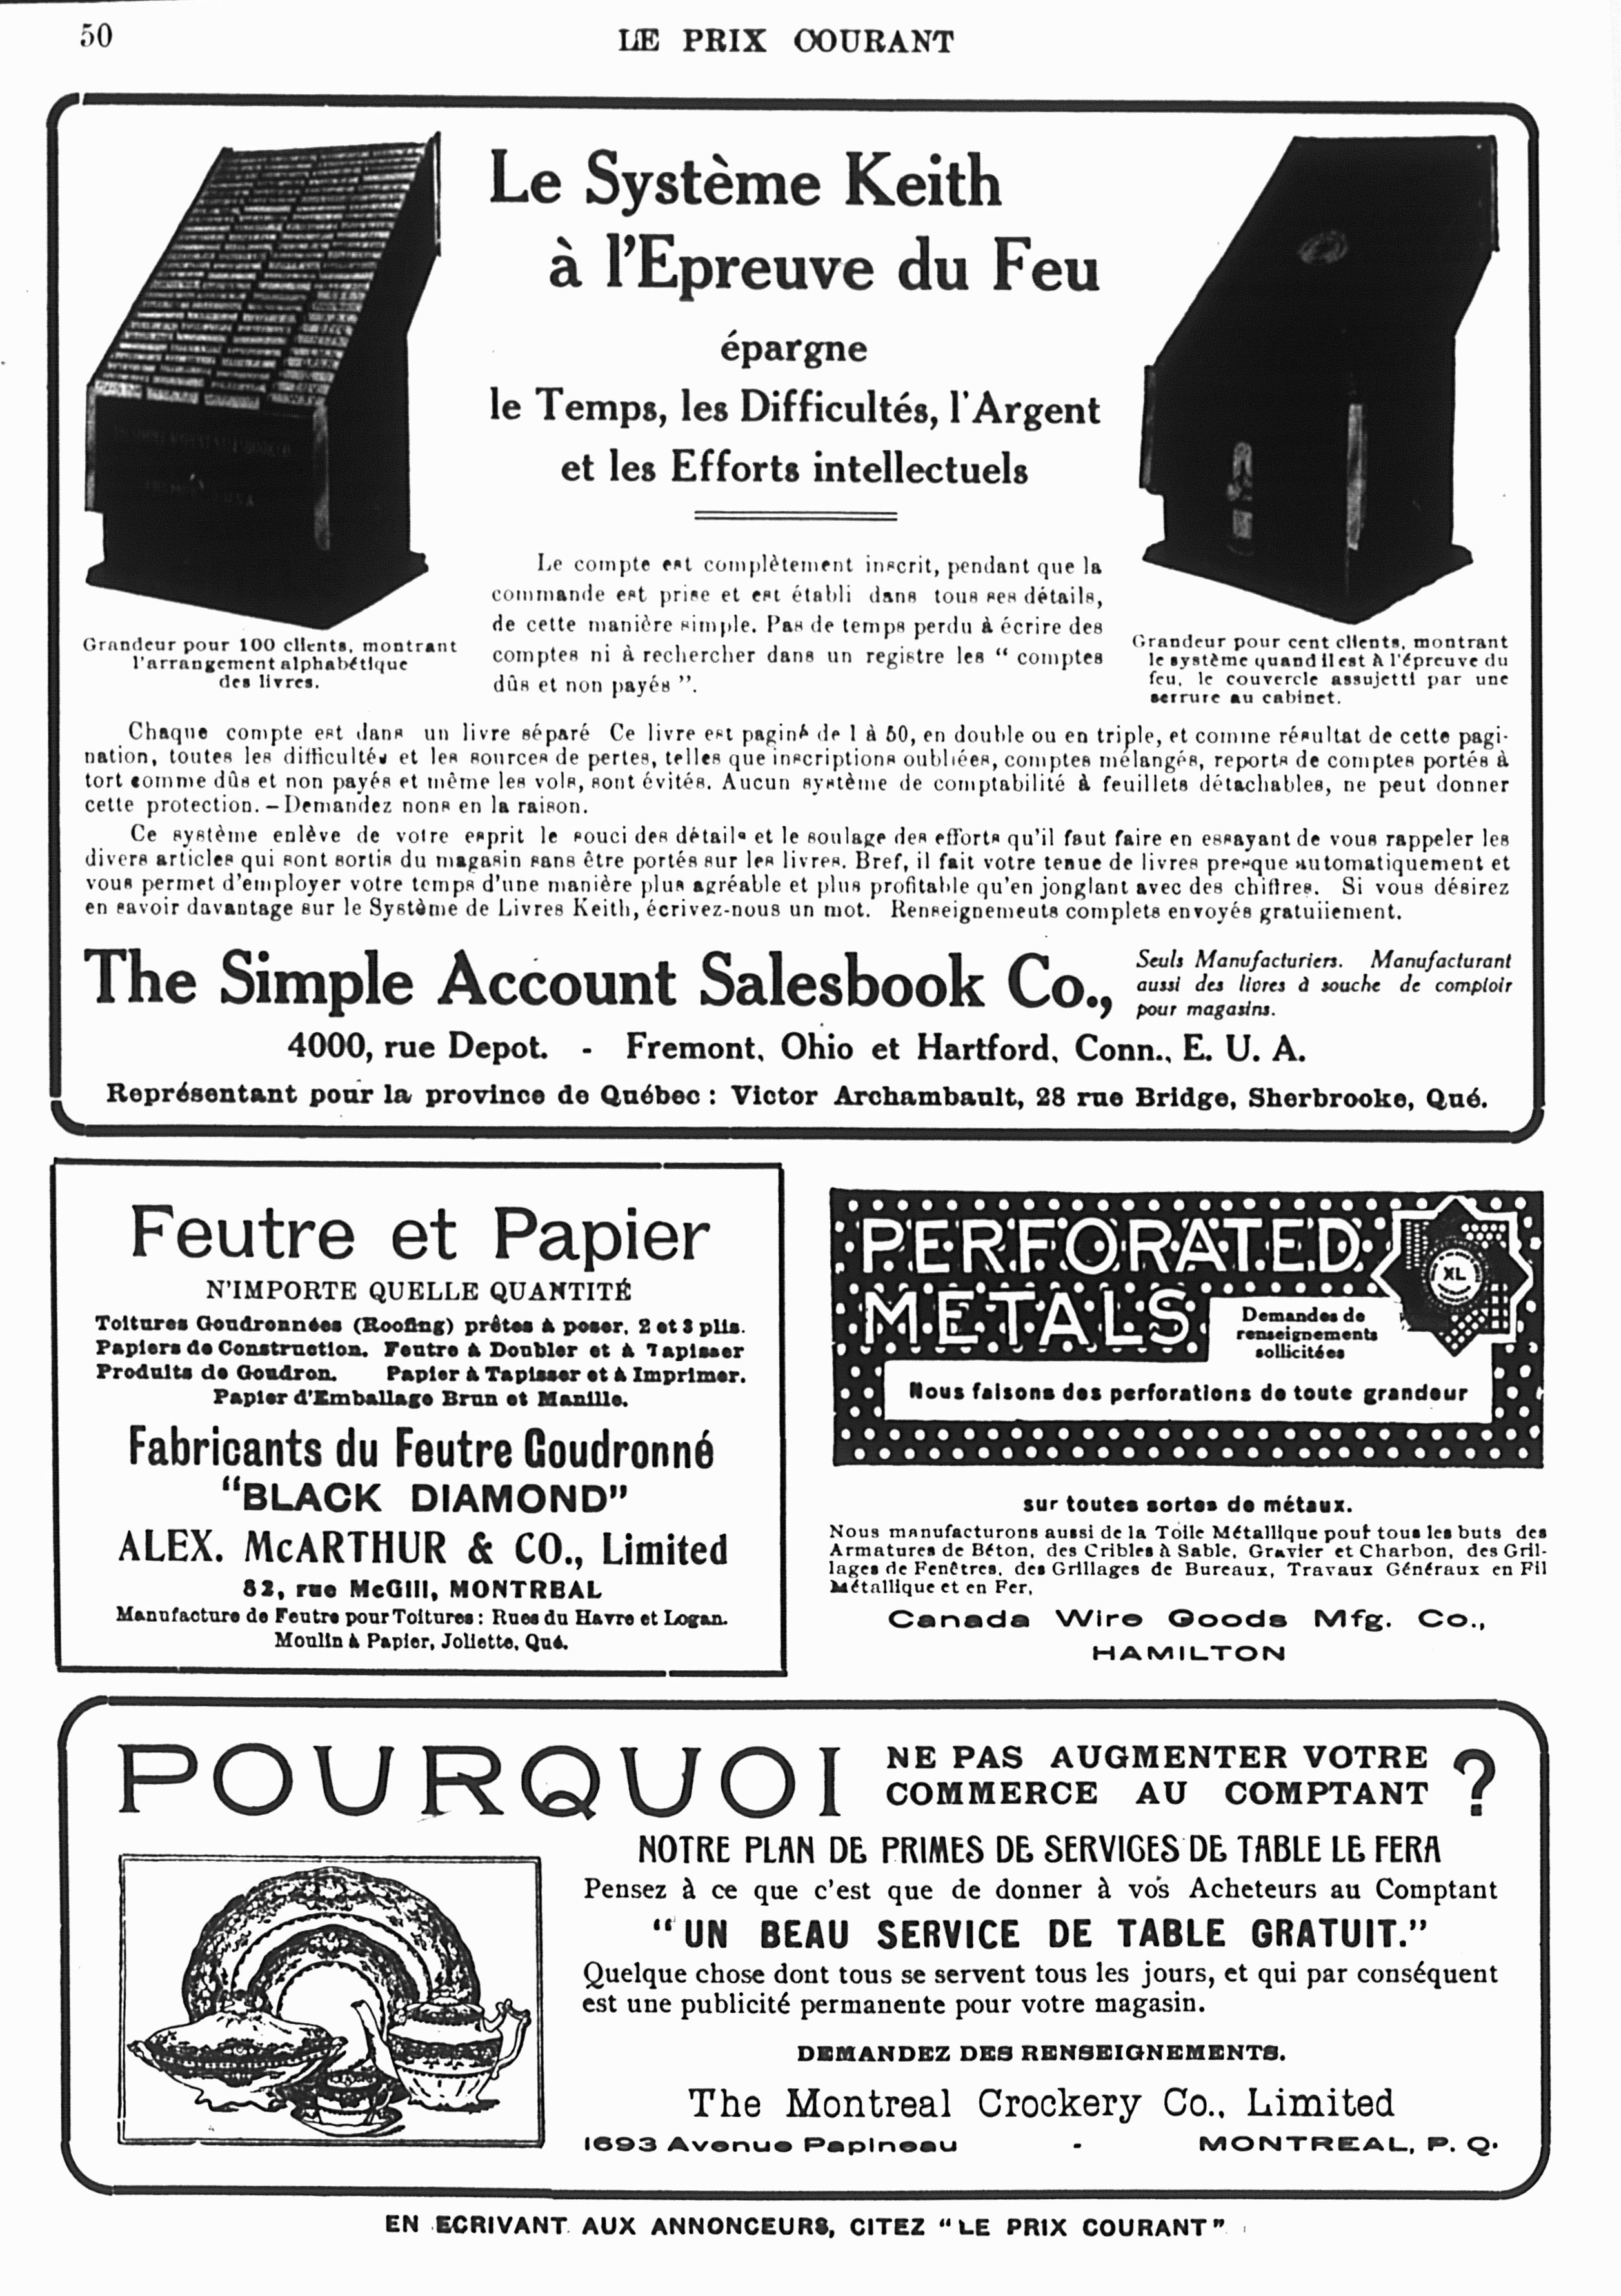 50
LE PRIX COURANT
Le Système Keith
à l'Epreuve du Feu
épargne
le Temps, les Difficultés, l'Argent
et les Efforts intellectuels
Le compte est complètement inscrit, pendant que la
commande est prise et est établi dans tous ses détails,
de cette manière simple. Pas de temps perdu à écrire des
comptes ni à rechercher dans un registre les " comptes
dûs et non payés ".
Grandeur pour 100 clients, montrant
l'arrangement alphabétique
des livres.
Grandeur pour cent clients, montrant
le système quand il est à l'épreuve du
feu, le couvercle assujetti par une
serrure au cabinet.
Chaque compte est dans un livre séparé Ce livre est paginé de 1 à 50, en double ou en triple, et comme résultat de cette pagi-
nation, toutes les difficultés et les sources de pertes, telles que inscriptions oubliées, comptes mélangés, reports de comptes portés à
tort comme dûs et non payés et même les vols, sont évités. Aucun système de comptabilité à feuillets détachables, ne peut donner
cette protection. — Demandez nons en la raison.
Ce système enlève de votre esprit le souci des détails et le soulage des efforts qu'il faut faire en essayant de vous rappeler les
divers articles qui sont sortis du magasin sans être portés sur les livres. Bref, il fait votre tenue de livres presque automatiquement et
vous permet d'employer votre temps d'une manière plus agréable et plus profitable qu'en jonglant avec des chiffres. Si vous désirez
en savoir davantage sur le Système de Livres Keith, écrivez-nous un mot. Renseignemeuts complets envoyés gratuiiement.
The Simple Account Salesbook Co.,
Seuls Manufacturiers. Manufacturant
aussi des livres à souche de comptoir
pour magasins.
4000, rue Depot. - Fremont, Ohio et Hartford, Conn., E. U. A.
Représentant pour la province de Québec : Victor Archambault, 28 rue Bridge, Sherbrooke, Qué.
Feutre et Papier
N'IMPORTE QUELLE QUANTITÉ
Toitures Goudronnées (Roofing) prêtes à poser, 2 et 3 plis.
Papiers de Construction. Feutre à Doubler et à Tapisser
Produits de Goudron. Papier à Tapisser et à Imprimer.
Papier d'Emballage Brun et Manille.
Fabricants du Feutre Goudronné
"BLACK DIAMOND"
ALEX. McARTHUR & CO., Limited
82, rue McGill, MONTREAL
Manufacture de Feutre pour Toitures : Rues du Havre et Logan.
Moulin à Papier, Joliette, Qué.
PERFORATED
METALS
XL
Demandes de
renseignements
sollicitées
Nous faisons des perforations de toute grandeur
sur toutes sortes de métaux.
Nous manufacturons aussi de la Toile Métallique pour tous les buts des
Armatures de Béton, des Cribles à Sable, Gravier et Charbon, des Gril-
lages de Fenêtres, des Grillages de Bureaux, Travaux Généraux en Fil
Métallique et en Fer,
Canada Wire Goods Mfg. Co.,
HAMILTON
POURQUOI NE PAS AUGMENTER VOTRE
COMMERCE AU COMPTANT ?
NOTRE PLAN DE PRIMES DE SERVICES DE TABLE LE FERA
Pensez à ce que c'est que de donner à vos Acheteurs au Comptant
" UN BEAU SERVICE DE TABLE GRATUIT."
Quelque chose dont tous se servent tous les jours, et qui par conséquent
est une publicité permanente pour votre magasin.
DEMANDEZ DES RENSEIGNEMENTS.
The Montreal Crockery Co., Limited
1693 Avenue Papineau - MONTREAL, P. Q.
EN ECRIVANT AUX ANNONCEURS, CITEZ "LE PRIX COURANT"